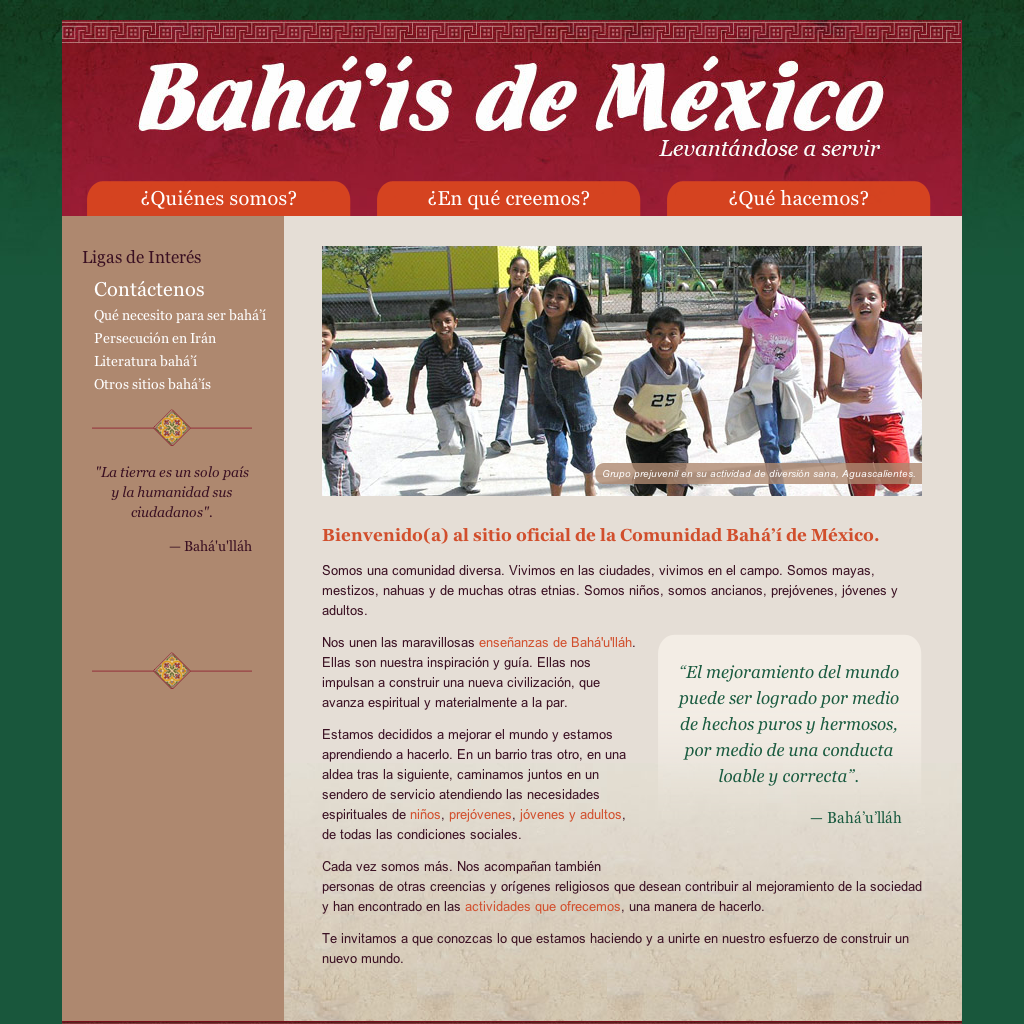 Bahá’ís de México
Levantándose a servir
¿Quiénes somos?
¿En qué creemos?
¿Qué hacemos?
Ligas de Interés
Contáctenos
Qué necesito para ser bahá’í
Persecución en Irán
Literatura bahá’í
Otros sitios bahá’ís
"La tierra es un solo país
y la humanidad sus
ciudadanos".
— Bahá'u'lláh
25
Grupo prejuvenil en su actividad de diversión sana, Aguascalientes.
Bienvenido(a) al sitio oficial de la Comunidad Bahá’í de México.
Somos una comunidad diversa. Vivimos en las ciudades, vivimos en el campo. Somos mayas,
mestizos, nahuas y de muchas otras etnias. Somos niños, somos ancianos, prejóvenes, jóvenes y
adultos.
Nos unen las maravillosas enseñanzas de Bahá'u'lláh.
Ellas son nuestra inspiración y guía. Ellas nos
impulsan a construir una nueva civilización, que
avanza espiritual y materialmente a la par.
Estamos decididos a mejorar el mundo y estamos
aprendiendo a hacerlo. En un barrio tras otro, en una
aldea tras la siguiente, caminamos juntos en un
sendero de servicio atendiendo las necesidades
espirituales de niños, prejóvenes, jóvenes y adultos,
de todas las condiciones sociales.
“El mejoramiento del mundo
puede ser logrado por medio
de hechos puros y hermosos,
por medio de una conducta
loable y correcta”.
— Bahá’u’lláh
Cada vez somos más. Nos acompañan también
personas de otras creencias y orígenes religiosos que desean contribuir al mejoramiento de la sociedad
y han encontrado en las actividades que ofrecemos, una manera de hacerlo.
Te invitamos a que conozcas lo que estamos haciendo y a unirte en nuestro esfuerzo de construir un
nuevo mundo.